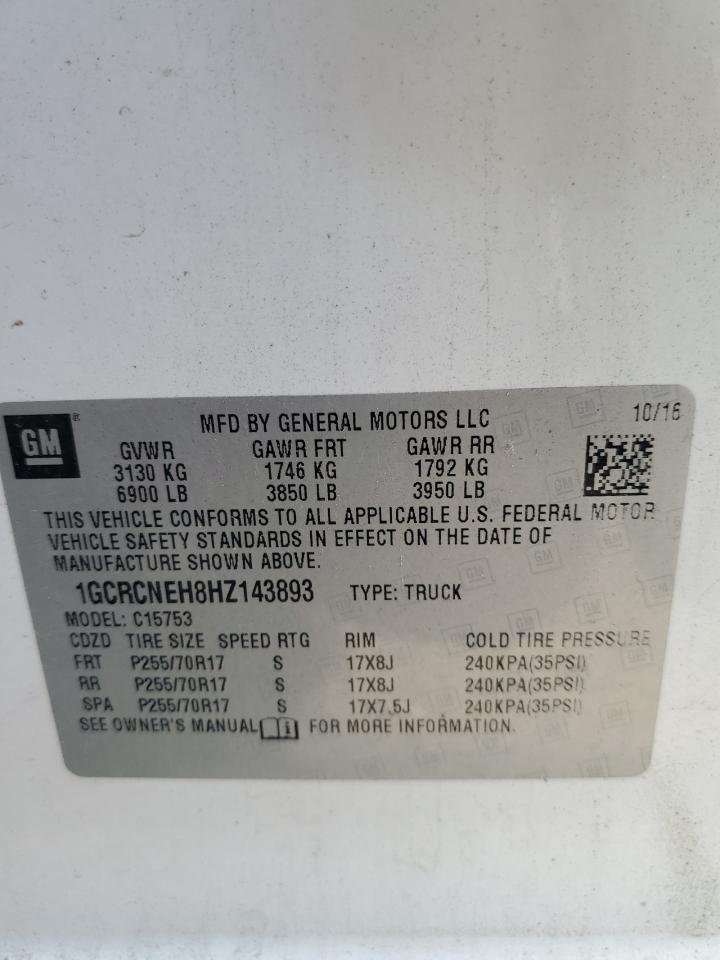 GM ®
MFD BY GENERAL MOTORS LLC 10/16
GVWR GAWR FRT GAWR RR
3130 KG 1746 KG 1792 KG
6900 LB 3850 LB 3950 LB
THIS VEHICLE CONFORMS TO ALL APPLICABLE U.S. FEDERAL MOTOR
VEHICLE SAFETY STANDARDS IN EFFECT ON THE DATE OF
MANUFACTURE SHOWN ABOVE.
1GCRCNEH8HZ143893 TYPE: TRUCK
MODEL: C15753
CDZD TIRE SIZE SPEED RTG RIM COLD TIRE PRESSURE
FRT P255/70R17 S 17X8J 240KPA(35PSI)
RR P255/70R17 S 17X8J 240KPA(35PSI)
SPA P255/70R17 S 17X7.5J 240KPA(35PSI)
SEE OWNER'S MANUAL i FOR MORE INFORMATION.